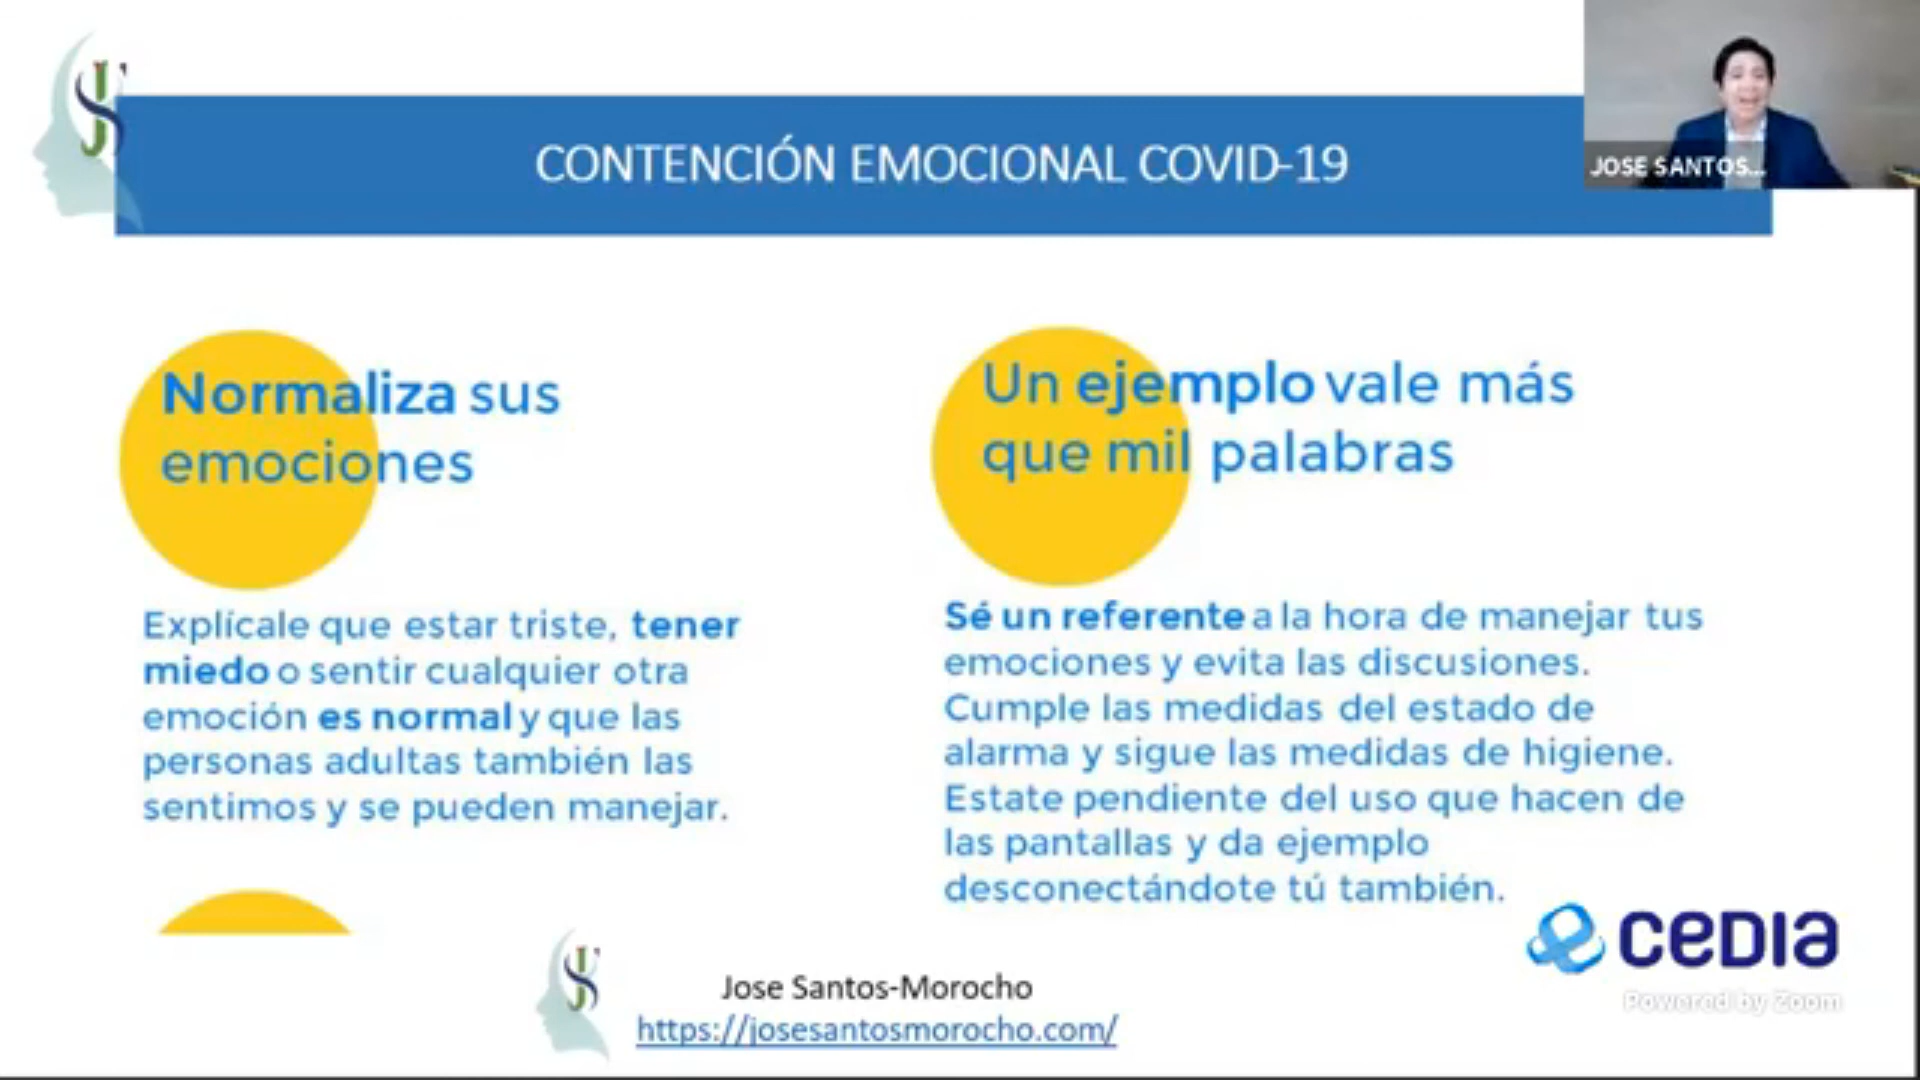 CONTENCIÓN EMOCIONAL COVID-19
JOSE SANTOS...
Normaliza sus
emociones
Explícale que estar triste, tener
miedo o sentir cualquier otra
emoción es normal y que las
personas adultas también las
sentimos y se pueden manejar.
Un ejemplo vale más
que mil palabras
Sé un referente a la hora de manejar tus
emociones y evita las discusiones.
Cumple las medidas del estado de
alarma y sigue las medidas de higiene.
Estate pendiente del uso que hacen de
las pantallas y da ejemplo
desconectándote tú también.
Jose Santos-Morocho
https://josesantosmorocho.com/
CEDIA
Powered by Zoom